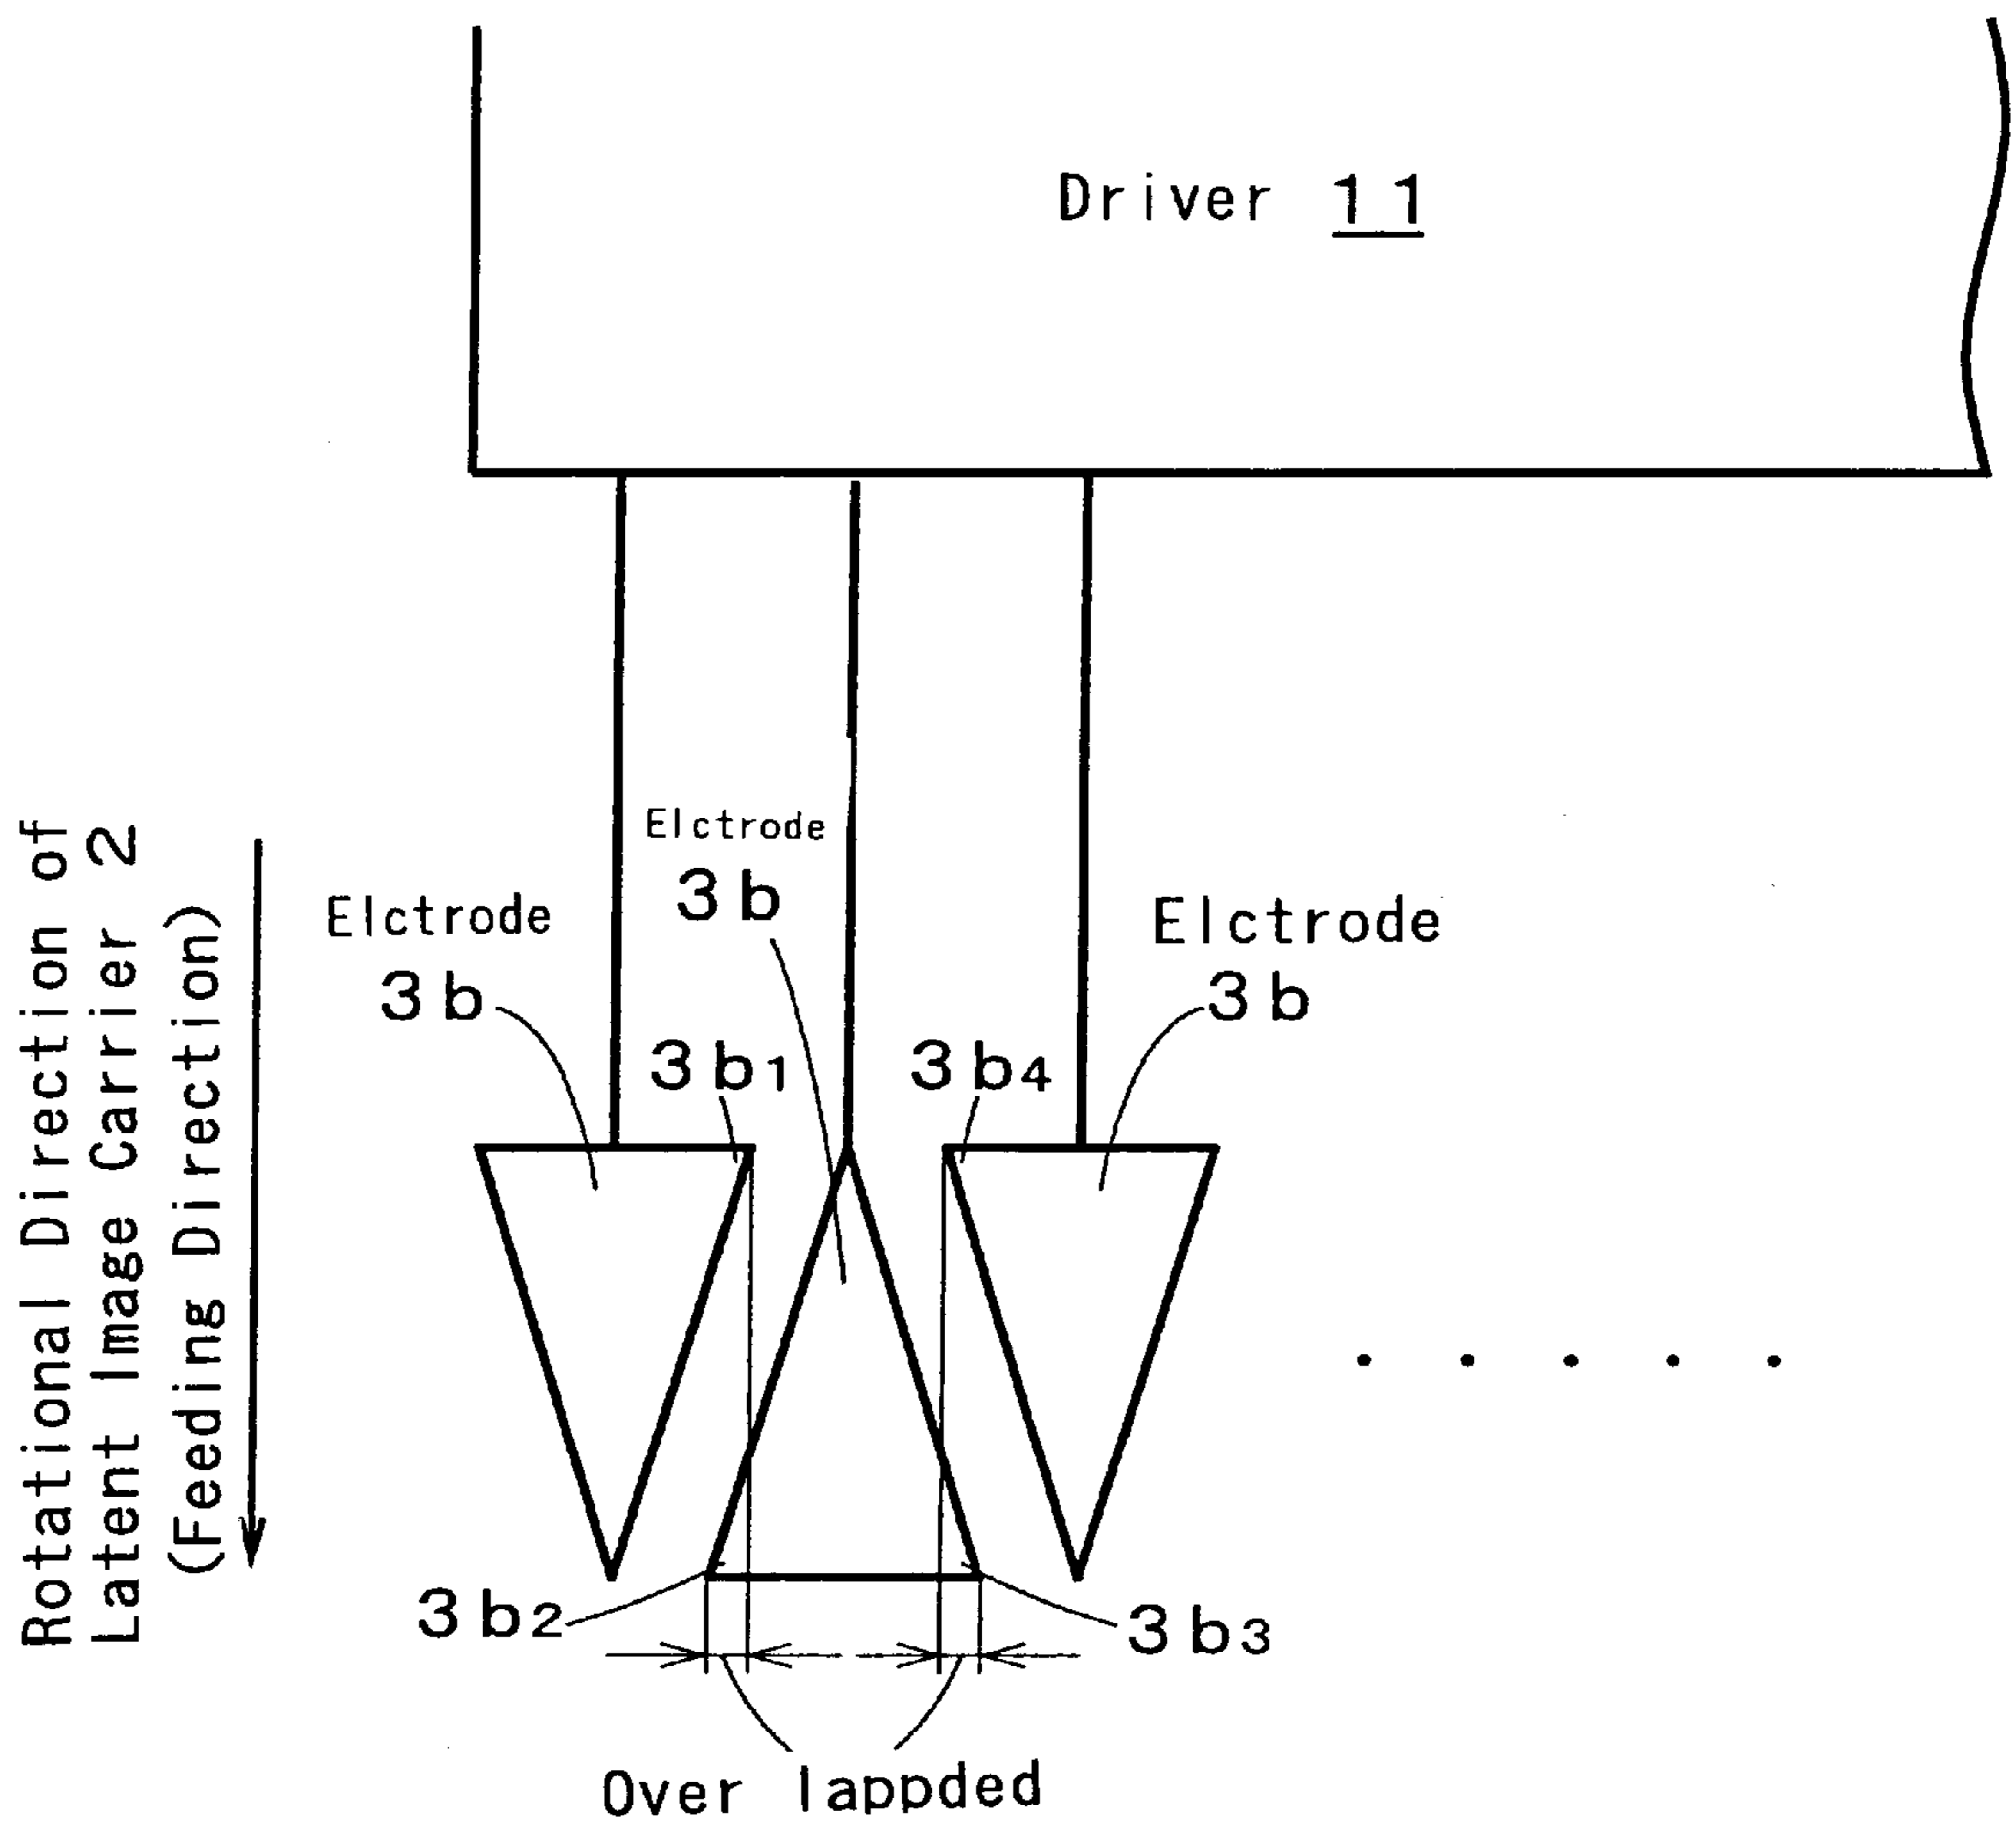 Driver 11
Elctrode
3b
Elctrode
3b
Elctrode
3b
3b1
3b4
Rotational Direction of
Latent Image Carrier 2
(Feeding Direction)
3b2
3b3
Over lappded